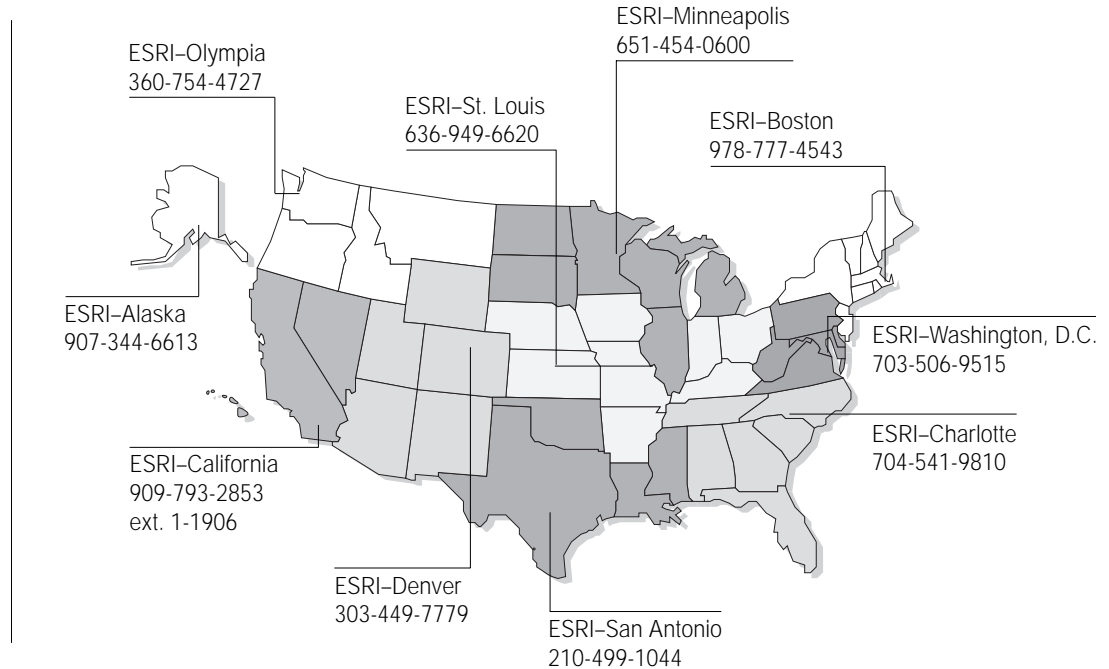 ESRI–Minneapolis
651-454-0600
ESRI–Olympia
360-754-4727
ESRI–St. Louis
636-949-6620
ESRI–Boston
978-777-4543
ESRI–Alaska
907-344-6613
ESRI–Washington, D.C.
703-506-9515
ESRI–Charlotte
704-541-9810
ESRI–California
909-793-2853
ext. 1-1906
ESRI–Denver
303-449-7779
ESRI–San Antonio
210-499-1044